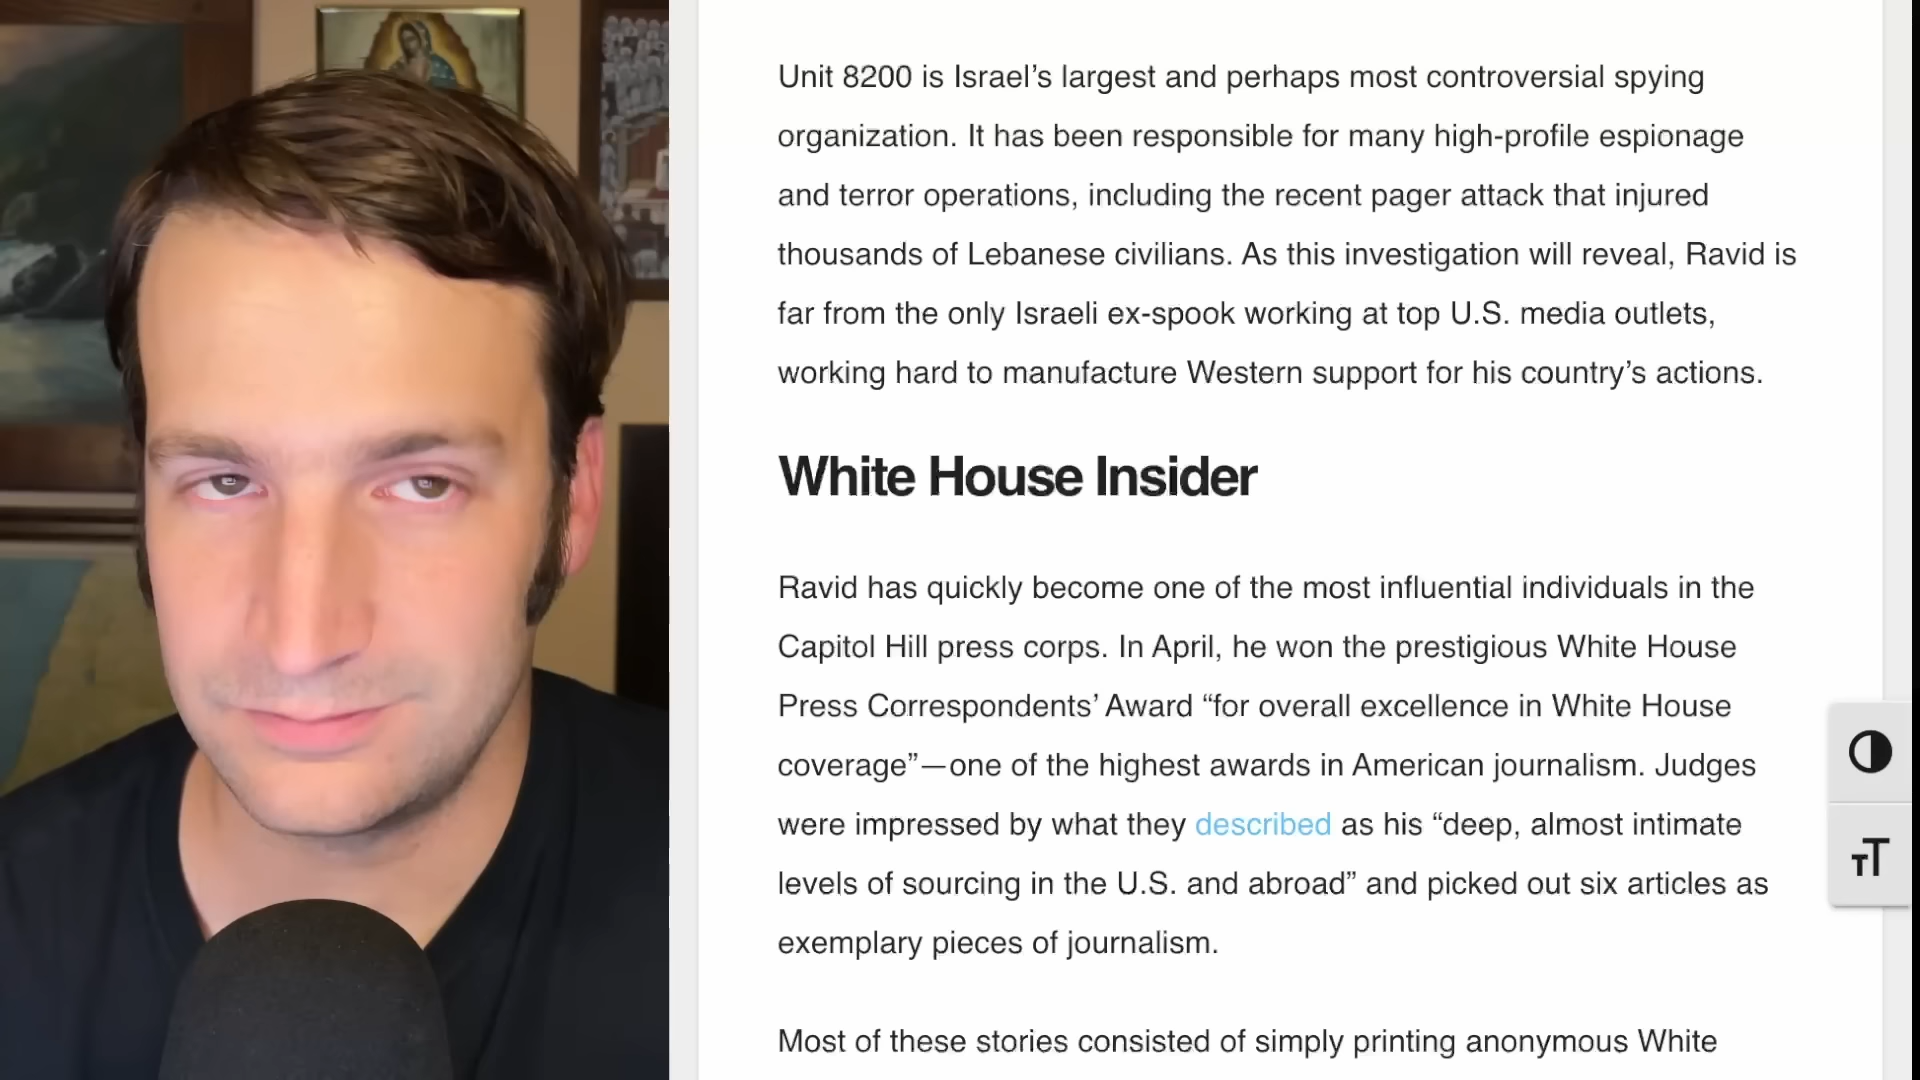 Unit 8200 is Israel’s largest and perhaps most controversial spying
organization. It has been responsible for many high-profile espionage
and terror operations, including the recent pager attack that injured
thousands of Lebanese civilians. As this investigation will reveal, Ravid is
far from the only Israeli ex-spook working at top U.S. media outlets,
working hard to manufacture Western support for his country’s actions.
White House Insider
Ravid has quickly become one of the most influential individuals in the
Capitol Hill press corps. In April, he won the prestigious White House
Press Correspondents’ Award “for overall excellence in White House
coverage”—one of the highest awards in American journalism. Judges
were impressed by what they described as his “deep, almost intimate
levels of sourcing in the U.S. and abroad” and picked out six articles as
exemplary pieces of journalism.
Most of these stories consisted of simply printing anonymous White
TT